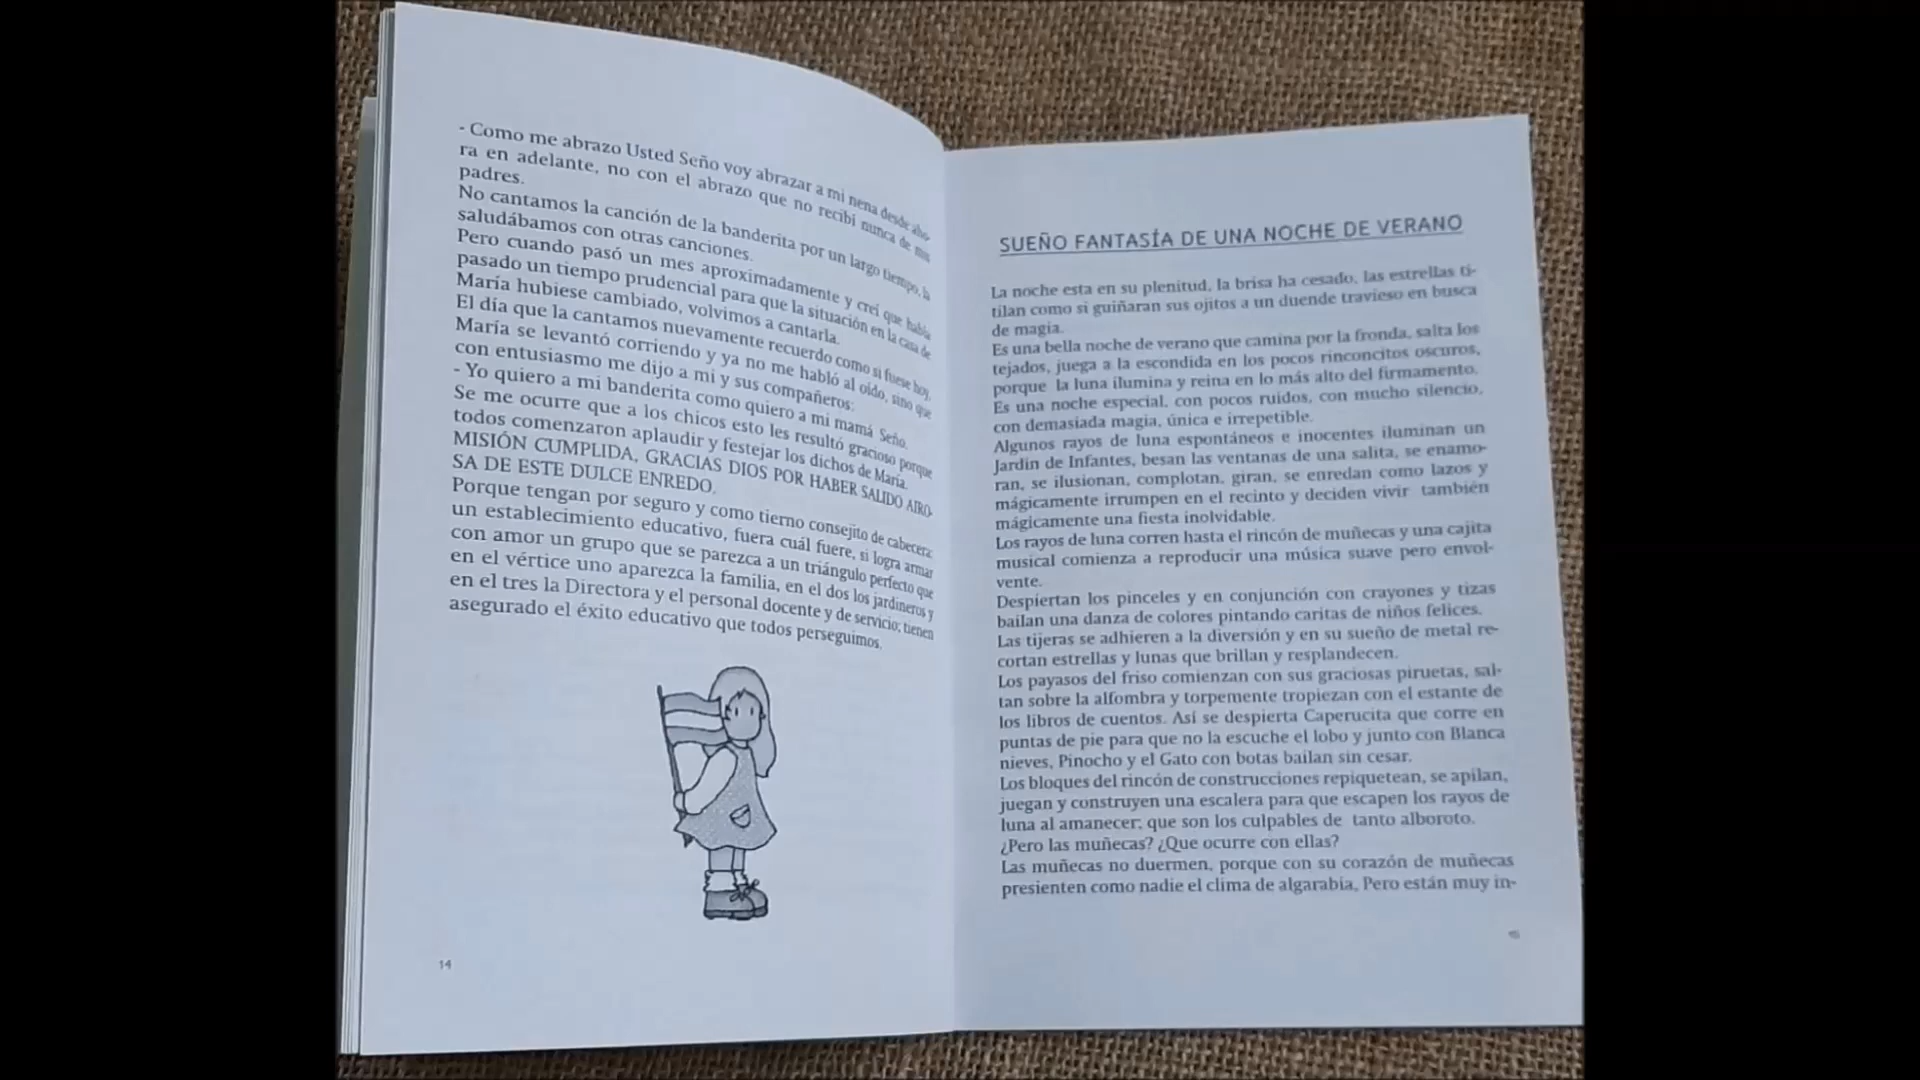 - Como me abrazo Usted Seño voy abrazar a mi nena desde aho-
ra en adelante, no con el abrazo que no recibí nunca de mis
padres.
No cantamos la canción de la banderita por un largo tiempo, la
saludábamos con otras canciones.
Pero cuando pasó un mes aproximadamente y creí que había
pasado un tiempo prudencial para que la situación en la casa de
María hubiese cambiado, volvimos a cantarla.
El día que la cantamos nuevamente recuerdo como si fuese hoy,
María se levantó corriendo y ya no me habló al oído, sino que
con entusiasmo me dijo a mi y sus compañeros:
- Yo quiero a mi banderita como quiero a mi mamá Seño.
Se me ocurre que a los chicos esto les resultó gracioso porque
todos comenzaron aplaudir y festejar los dichos de María.
MISIÓN CUMPLIDA, GRACIAS DIOS POR HABER SALIDO AIRO-
SA DE ESTE DULCE ENREDO.
Porque tengan por seguro y como tierno consejito de cabecera:
un establecimiento educativo, fuera cuál fuere, si logra armar
con amor un grupo que se parezca a un triángulo perfecto que
en el vértice uno aparezca la familia, en el dos los jardineros y
en el tres la Directora y el personal docente y de servicio; tienen
asegurado el éxito educativo que todos perseguimos.
14
SUEÑO FANTASÍA DE UNA NOCHE DE VERANO
La noche esta en su plenitud, la brisa ha cesado, las estrellas ti-
tilan como si guiñaran sus ojitos a un duende travieso en busca
de magia.
Es una bella noche de verano que camina por la fronda, salta los
tejados, juega a la escondida en los pocos rinconcitos oscuros,
porque la luna ilumina y reina en lo más alto del firmamento.
Es una noche especial, con pocos ruidos, con mucho silencio,
con demasiada magia, única e irrepetible.
Algunos rayos de luna espontáneos e inocentes iluminan un
Jardín de Infantes, besan las ventanas de una salita, se enamo-
ran, se ilusionan, complotan, giran, se enredan como lazos y
mágicamente irrumpen en el recinto y deciden vivir también
mágicamente una fiesta inolvidable.
Los rayos de luna corren hasta el rincón de muñecas y una cajita
musical comienza a reproducir una música suave pero envol-
vente.
Despiertan los pinceles y en conjunción con crayones y tizas
bailan una danza de colores pintando caritas de niños felices.
Las tijeras se adhieren a la diversión y en su sueño de metal re-
cortan estrellas y lunas que brillan y resplandecen.
Los payasos del friso comienzan con sus graciosas piruetas, sal-
tan sobre la alfombra y torpemente tropiezan con el estante de
los libros de cuentos. Así se despierta Caperucita que corre en
puntas de pie para que no la escuche el lobo y junto con Blanca
nieves, Pinocho y el Gato con botas bailan sin cesar.
Los bloques del rincón de construcciones repiquetean, se apilan,
juegan y construyen una escalera para que escapen los rayos de
luna al amanecer; que son los culpables de tanto alboroto.
¿Pero las muñecas? ¿Que ocurre con ellas?
Las muñecas no duermen, porque con su corazón de muñecas
presienten como nadie el clima de algarabía, Pero están muy in-